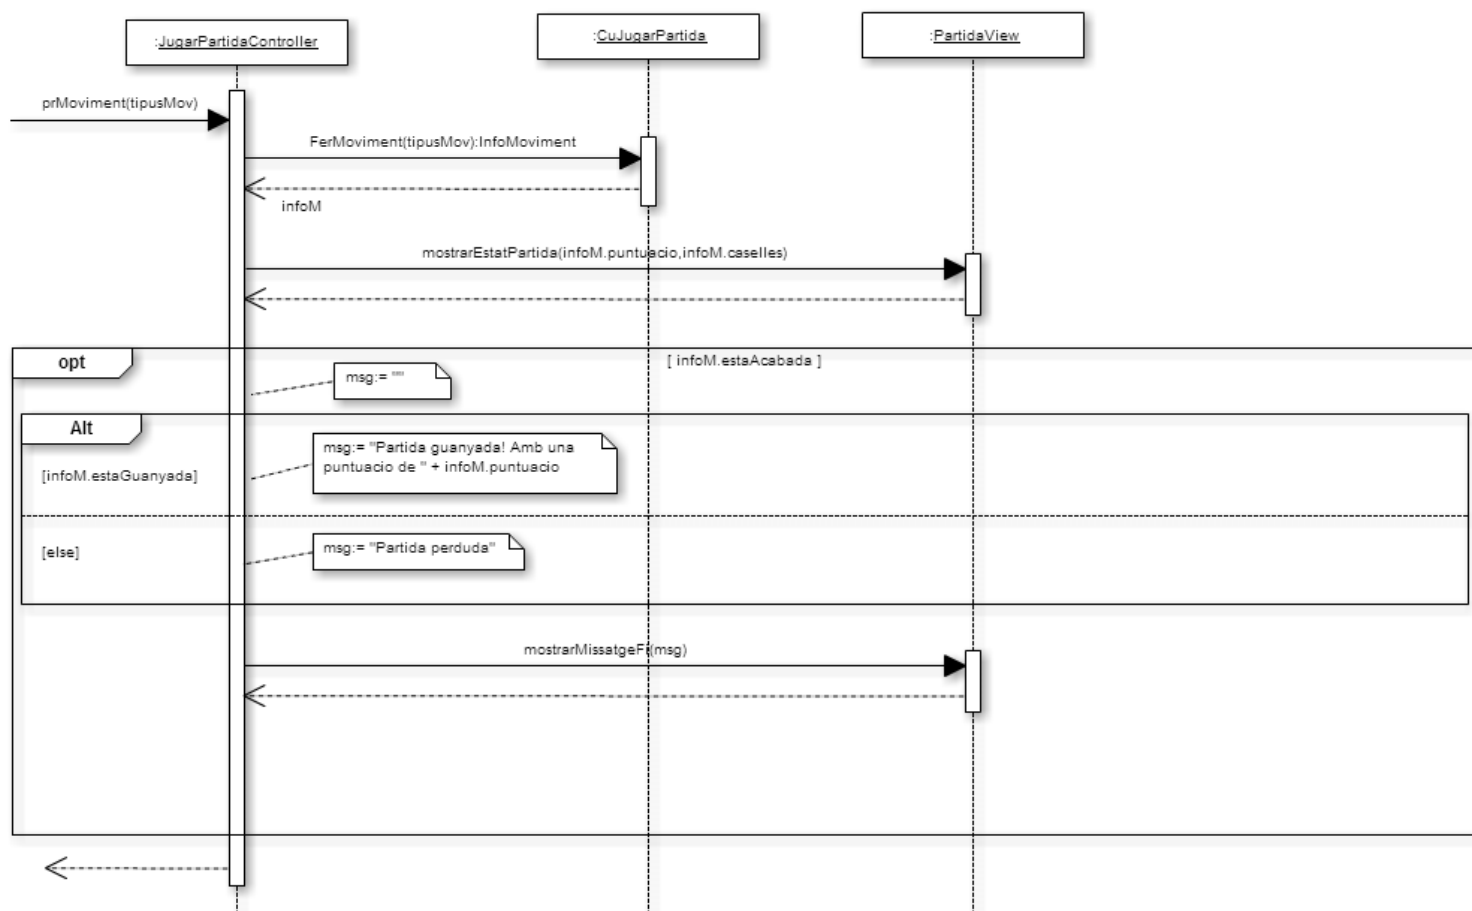 :JugarPartidaController
:CuJugarPartida
:PartidaView
prMoviment(tipusMov)
FerMoviment(tipusMov):InfoMoviment
infoM
mostrarEstatPartida(infoM.puntuacio,infoM.caselles)
opt
[ infoM.estaAcabada ]
msg:= ""
Alt
msg:= "Partida guanyada! Amb una
puntuacio de " + infoM.puntuacio
[infoM.estaGuanyada]
[else]
msg:= "Partida perduda"
mostrarMissatgeFi(msg)